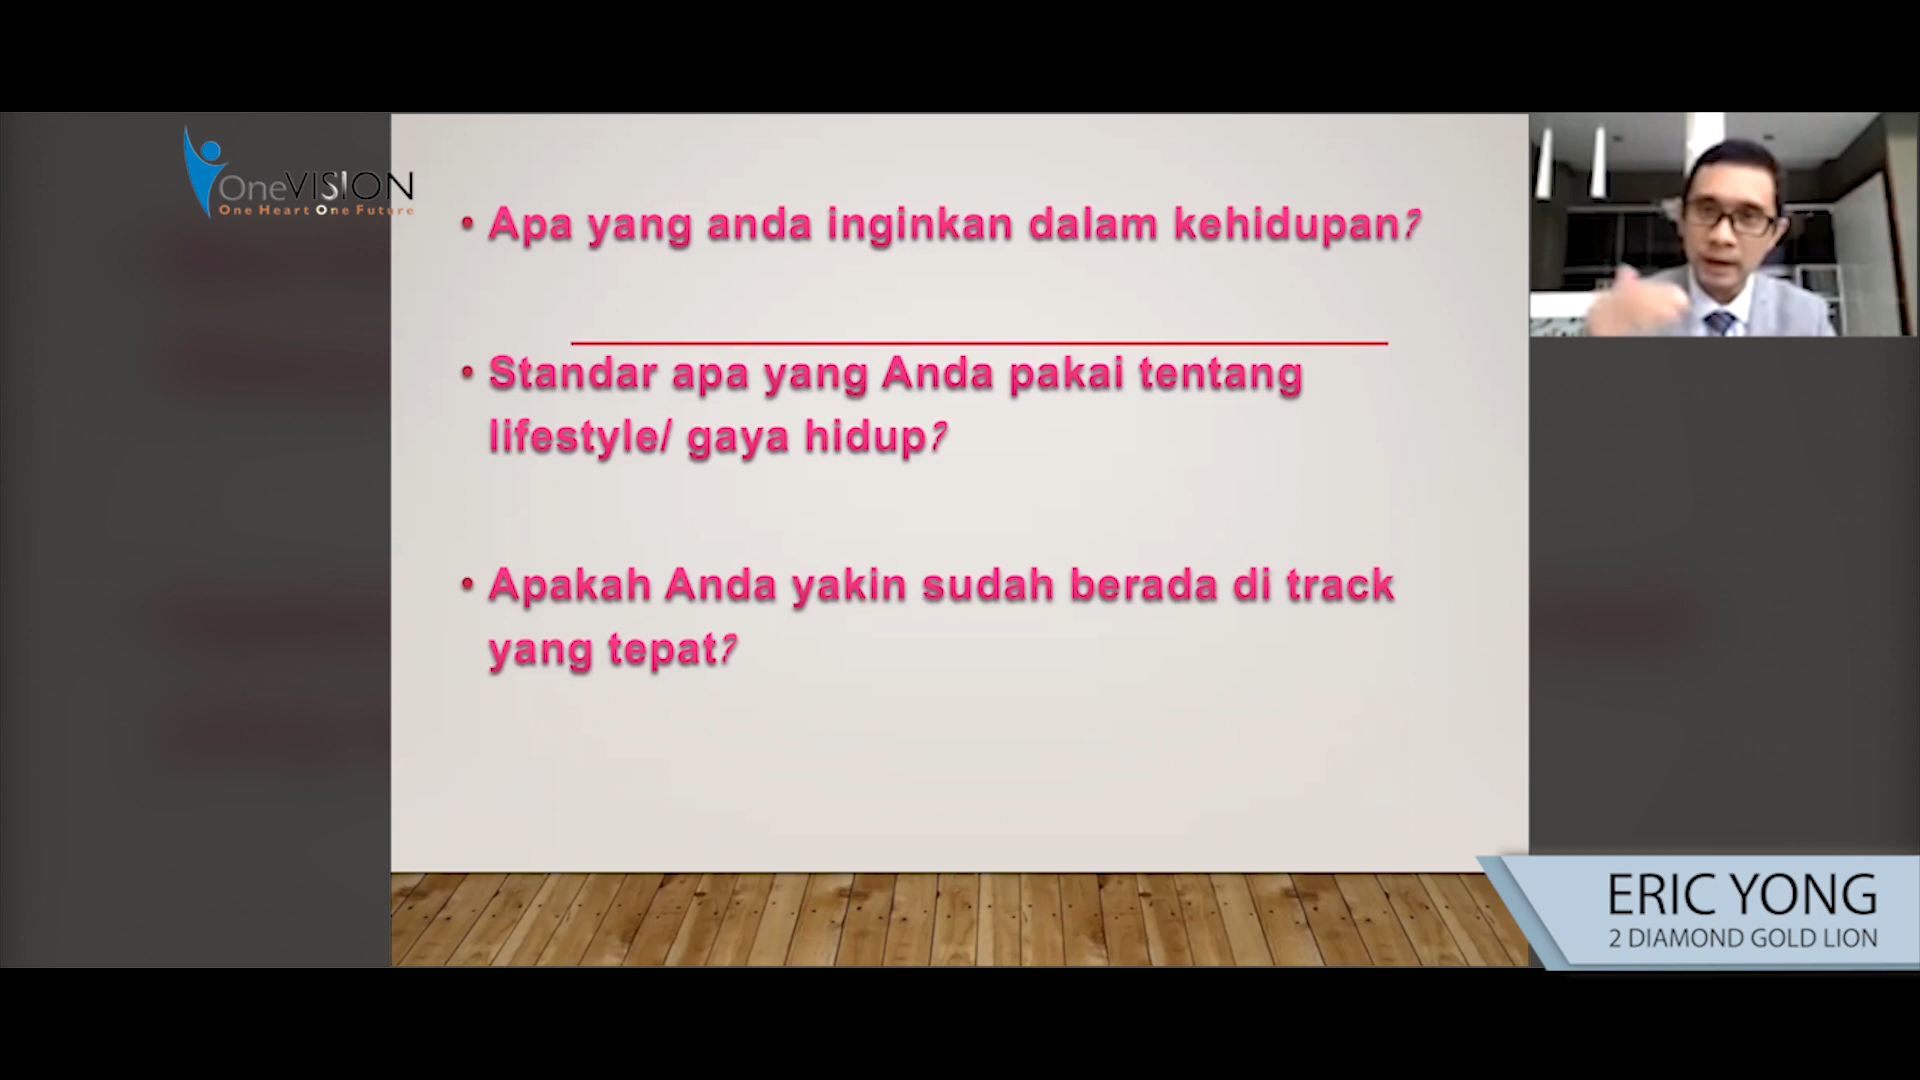 OneVISION
One Heart One Future
• Apa yang anda inginkan dalam kehidupan?
• Standar apa yang Anda pakai tentang
lifestyle/ gaya hidup?
• Apakah Anda yakin sudah berada di track
yang tepat?
ERIC YONG
2 DIAMOND GOLD LION